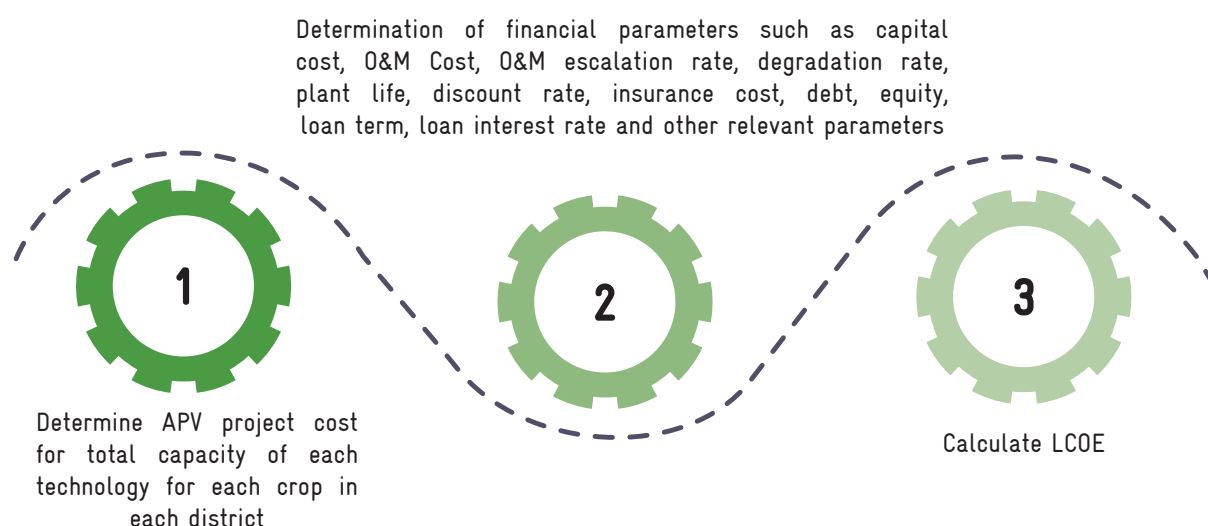 Determination of financial parameters such as capital
cost, O&M Cost, O&M escalation rate, degradation rate,
plant life, discount rate, insurance cost, debt, equity,
loan term, loan interest rate and other relevant parameters
1
2
3
Determine APV project cost
for total capacity of each
technology for each crop in
each district
Calculate LCOE